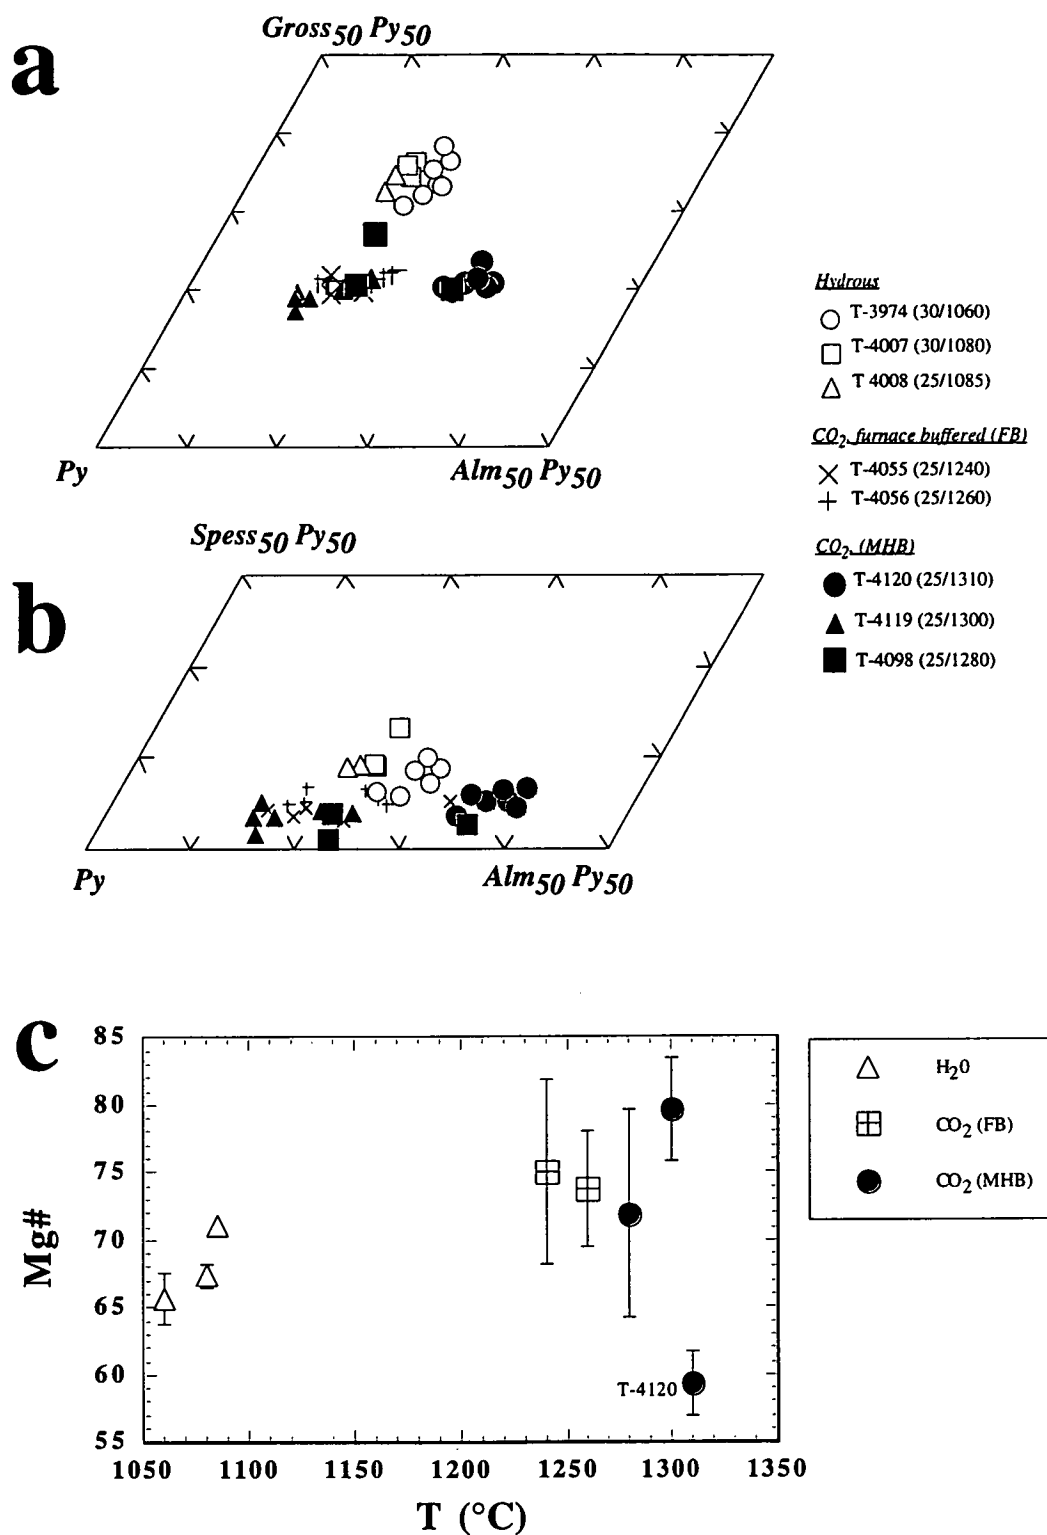 a
Gross50 Py50
Py
Alm50 Py50
Hydrous
T-3974 (30/1060)
T-4007 (30/1080)
T 4008 (25/1085)
CO2, furnace buffered (FB)
T-4055 (25/1240)
T-4056 (25/1260)
CO2, (MHB)
T-4120 (25/1310)
T-4119 (25/1300)
T-4098 (25/1280)
b
Spess50 Py50
Py
Alm50 Py50
c
85
80
75
70
65
60
55
Mg#
T-4120
1050 1100 1150 1200 1250 1300 1350
T (°C)
H20
CO2 (FB)
CO2 (MHB)